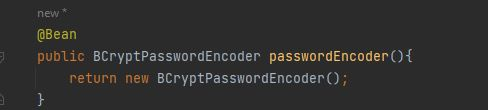 new *
@Bean
public BCryptPasswordEncoder passwordEncoder(){
    return new BCryptPasswordEncoder();
}